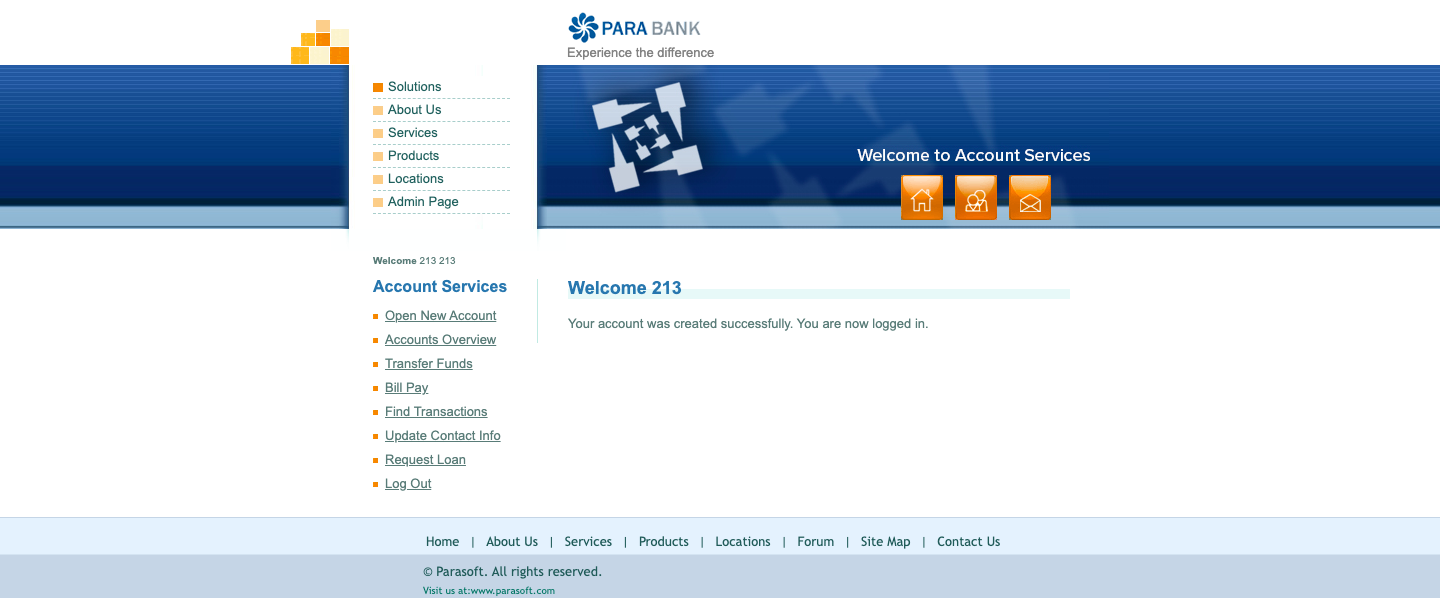 PARA BANK
Experience the difference
Solutions
About Us
Services
Products
Locations
Admin Page
Welcome to Account Services
Welcome 213 213
Account Services
Open New Account
Accounts Overview
Transfer Funds
Bill Pay
Find Transactions
Update Contact Info
Request Loan
Log Out
Welcome 213
Your account was created successfully. You are now logged in.
Home | About Us | Services | Products | Locations | Forum | Site Map | Contact Us
© Parasoft. All rights reserved.
Visit us at:www.parasoft.com